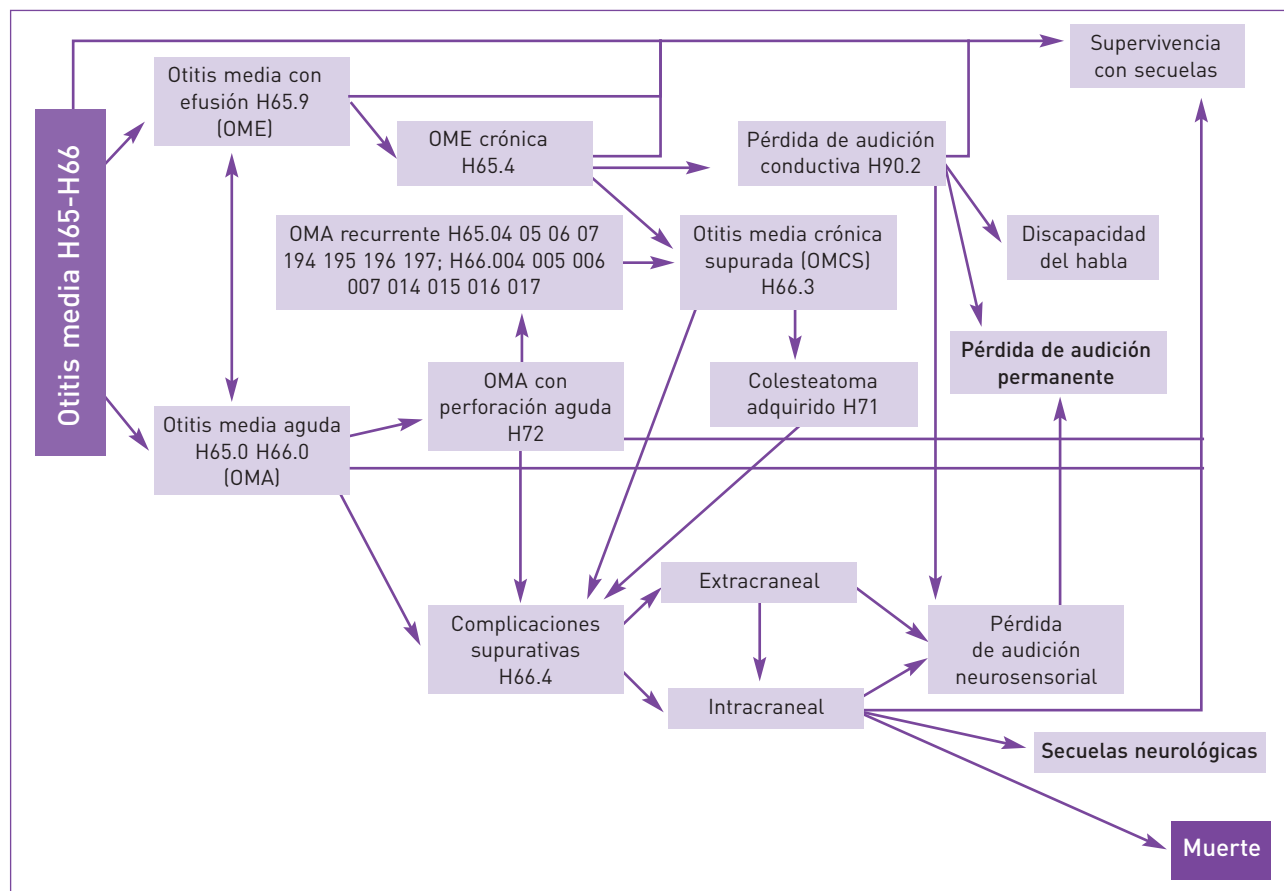 Otitis media H65-H66
Otitis media con
efusión H65.9
(OME)
Supervivencia
con secuelas
OME crónica
H65.4
Pérdida de audición
conductiva H90.2
OMA recurrente H65.04 05 06 07
194 195 196 197; H66.004 005 006
007 014 015 016 017
Otitis media crónica
supurada (OMCS)
H66.3
Discapacidad
del habla
Pérdida de audición
permanente
OMA con
perforación aguda
H72
Colesteatoma
adquirido H71
Otitis media aguda
H65.0 H66.0
(OMA)
Extracraneal
Complicaciones
supurativas
H66.4
Pérdida
de audición
neurosensorial
Intracraneal
Secuelas neurológicas
Muerte